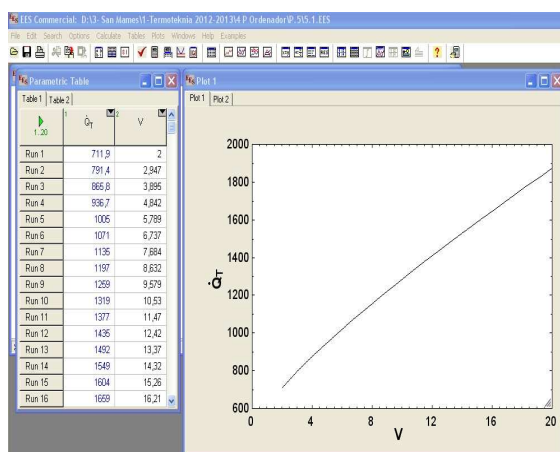 EES Commercial: D:\3- San Mames\1-Termoteknia 2012-2013\4 P Ordenador\P.5\5.1.EES
File Edit Search Options Calculate Tables Plots Windows Help Examples
Parametric Table
Table 1 Table 2
1..20
1 Q̇T 2 V
Run 1 711,9 2
Run 2 791,4 2,947
Run 3 865,8 3,895
Run 4 936,7 4,842
Run 5 1005 5,789
Run 6 1071 6,737
Run 7 1135 7,684
Run 8 1197 8,632
Run 9 1259 9,579
Run 10 1319 10,53
Run 11 1377 11,47
Run 12 1435 12,42
Run 13 1492 13,37
Run 14 1549 14,32
Run 15 1604 15,26
Run 16 1659 16,21
Plot 1
Plot 1 Plot 2
2000
1800
1600
1400
1200
1000
800
600
Q̇T
0 4 8 12 16 20
V